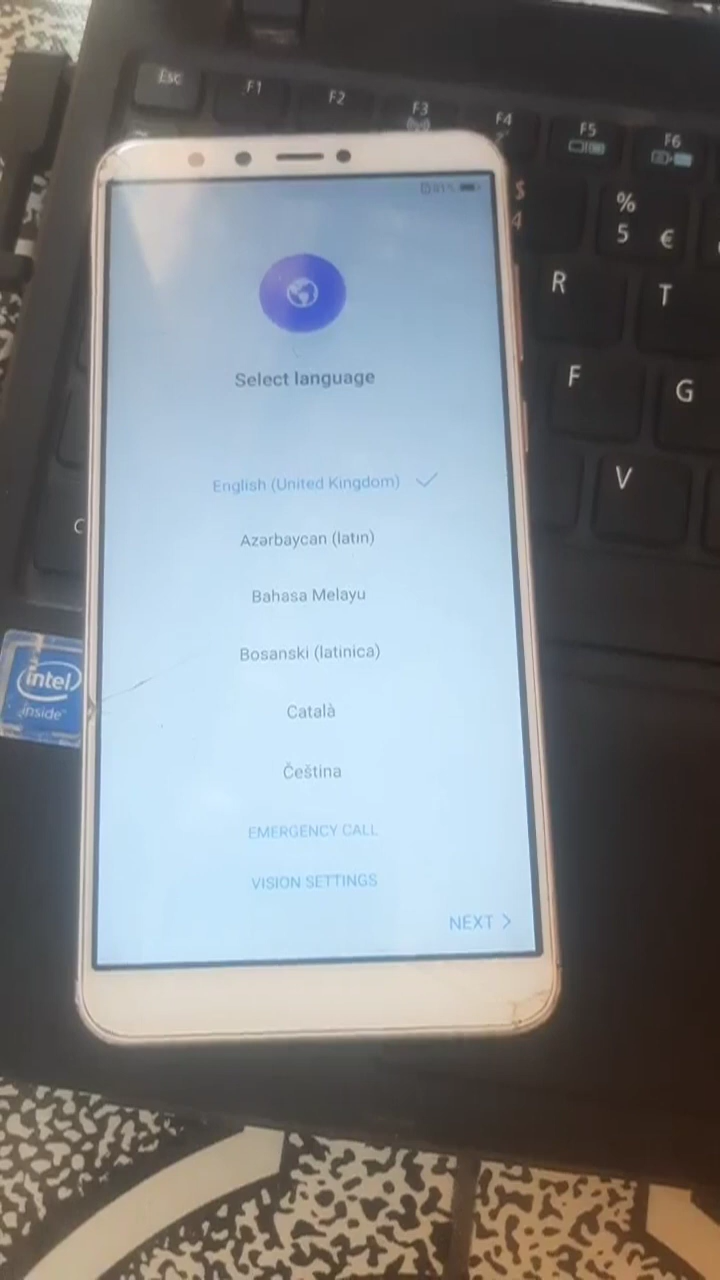 Esc
F1
F2
F3
F4
F5
F6
$
4
%
5 €
R
T
F
G
V
C
Select language
English (United Kingdom)
Azərbaycan (latın)
Bahasa Melayu
Bosanski (latinica)
Català
Čeština
EMERGENCY CALL
VISION SETTINGS
NEXT
intel
inside